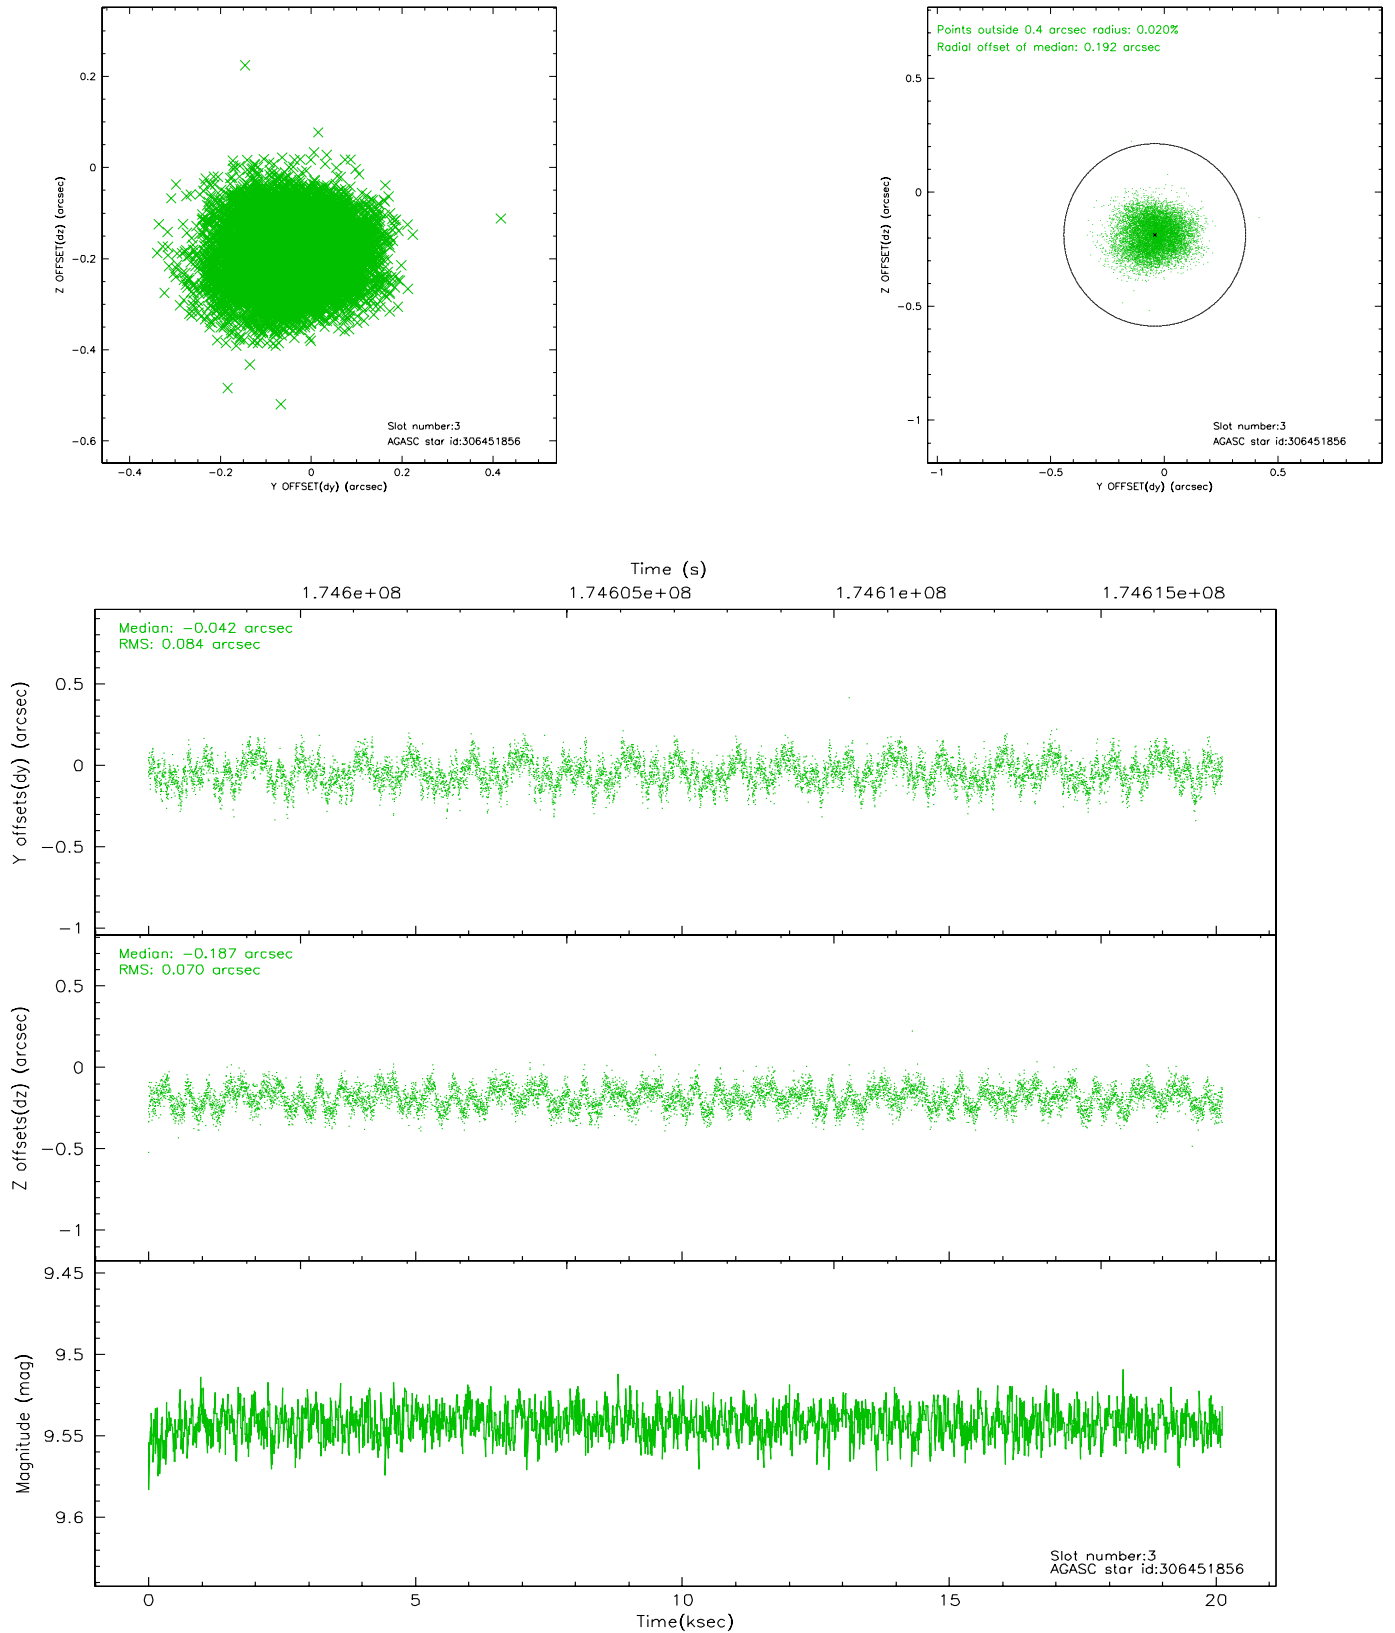 0.2
0
−0.2
−0.4
−0.6
Z OFFSET(dz) (arcsec)
Slot number:3
AGASC star id:306451856
−0.4 −0.2 0 0.2 0.4
Y OFFSET(dy) (arcsec)
Points outside 0.4 arcsec radius: 0.020%
Radial offset of median: 0.192 arcsec
0.5
0
−0.5
−1
Z OFFSET(dz) (arcsec)
Slot number:3
AGASC star id:306451856
−1 −0.5 0 0.5
Y OFFSET(dy) (arcsec)
Time (s)
1.746e+08 1.74605e+08 1.7461e+08 1.74615e+08
Median: −0.042 arcsec
RMS: 0.084 arcsec
0.5
0
−0.5
−1
Y offsets(dy) (arcsec)
Median: −0.187 arcsec
RMS: 0.070 arcsec
0.5
0
−0.5
−1
Z offsets(dz) (arcsec)
9.45
9.5
9.55
9.6
Magnitude (mag)
Slot number:3
AGASC star id:306451856
0 5 10 15 20
Time(ksec)